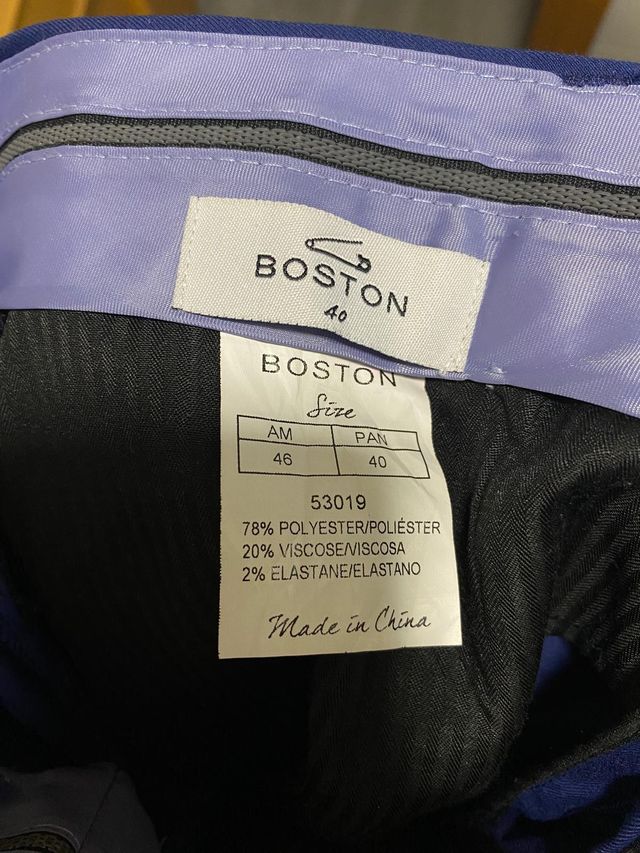 BOSTON
40
BOSTON
Size
AM PAN
46 40
53019
78% POLYESTER/POLIÉSTER
20% VISCOSE/VISCOSA
2% ELASTANE/ELASTANO
Made in China